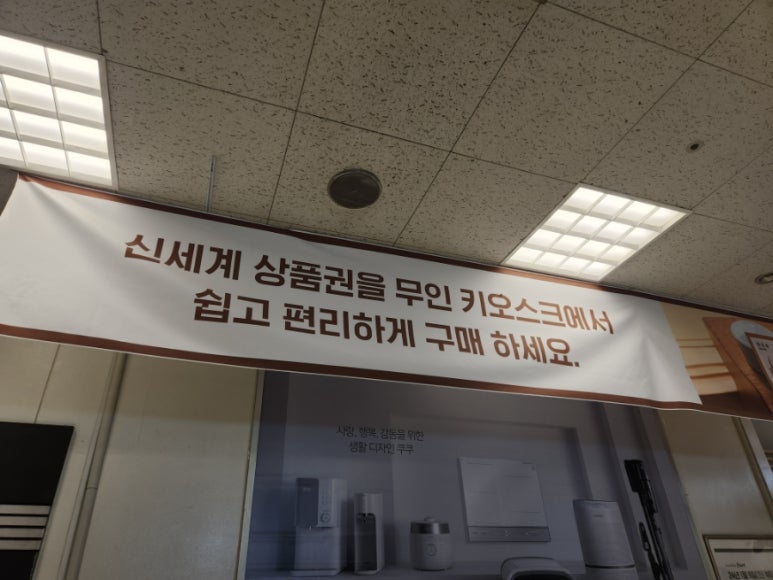 신세계 상품권을 무인 키오스크에서
쉽고 편리하게 구매 하세요.
사랑, 행복, 감동을 위한
생활 디자인 쿠쿠